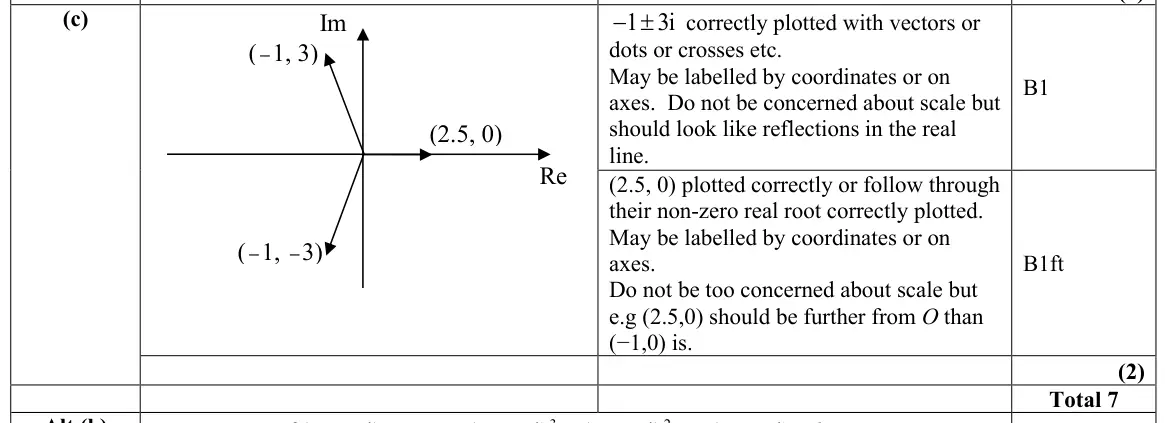 (c)
Im
(−1, 3)
(2.5, 0)
Re
(−1, −3)
−1 ± 3i correctly plotted with vectors or
dots or crosses etc.
May be labelled by coordinates or on
axes. Do not be concerned about scale but
should look like reflections in the real
line.
B1
(2.5, 0) plotted correctly or follow through
their non-zero real root correctly plotted.
May be labelled by coordinates or on
axes.
Do not be too concerned about scale but
e.g (2.5,0) should be further from O than
(−1,0) is.
B1ft
(2)
Total 7